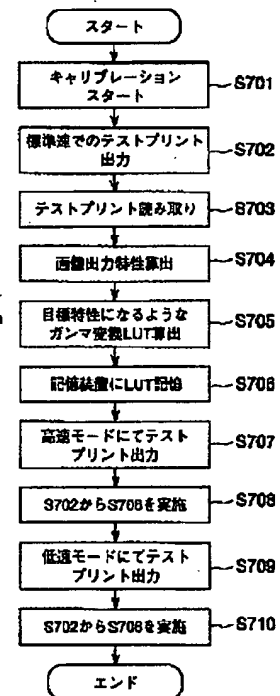 スタート
キャリブレーション
スタート
S701
標準速でのテストプリント
出力
S702
テストプリント読み取り
S703
画像出力特性算出
S704
目標特性になるような
ガンマ変換LUT算出
S705
記憶装置にLUT記憶
S706
高速モードにてテスト
プリント出力
S707
S702からS706を実施
S708
低速モードにてテスト
プリント出力
S709
S702からS706を実施
S710
エンド